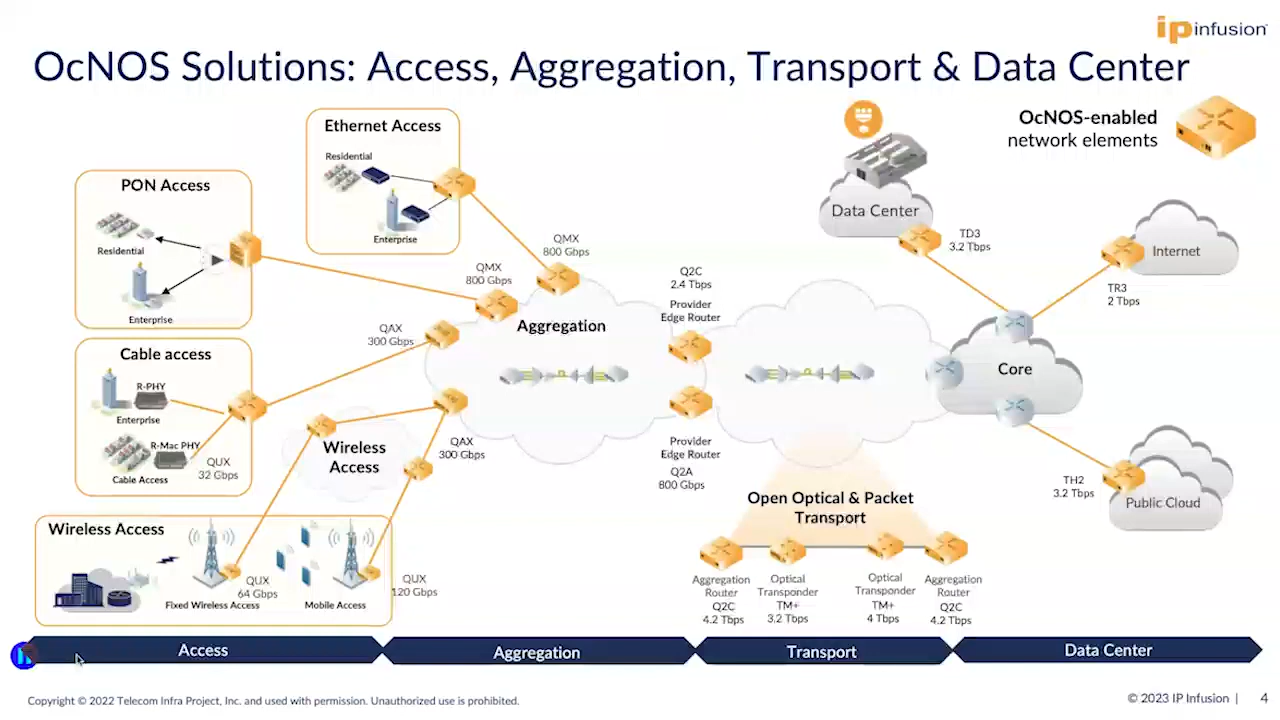 ip infusion
OcNOS Solutions: Access, Aggregation, Transport & Data Center
OcNOS-enabled
network elements
Ethernet Access
Residential
Enterprise
PON Access
Residential
Enterprise
Cable access
R-PHY
Enterprise
R-Mac PHY
Cable Access
QUX
32 Gbps
Wireless Access
Fixed Wireless Access
QUX
64 Gbps
Mobile Access
QUX
120 Gbps
Wireless
Access
QMX
800 Gbps
QMX
800 Gbps
QAX
300 Gbps
QAX
300 Gbps
Aggregation
Q2C
2.4 Tbps
Provider
Edge Router
Provider
Edge Router
Q2A
800 Gbps
Open Optical & Packet
Transport
Aggregation
Router
Q2C
4.2 Tbps
Optical
Transponder
TM+
3.2 Tbps
Optical
Transponder
TM+
4 Tbps
Aggregation
Router
Q2C
4.2 Tbps
Data Center
TD3
3.2 Tbps
Internet
TR3
2 Tbps
Core
TH2
3.2 Tbps
Public Cloud
Access
Aggregation
Transport
Data Center
Copyright © 2022 Telecom Infra Project, Inc. and used with permission. Unauthorized use is prohibited.
© 2023 IP Infusion | 4